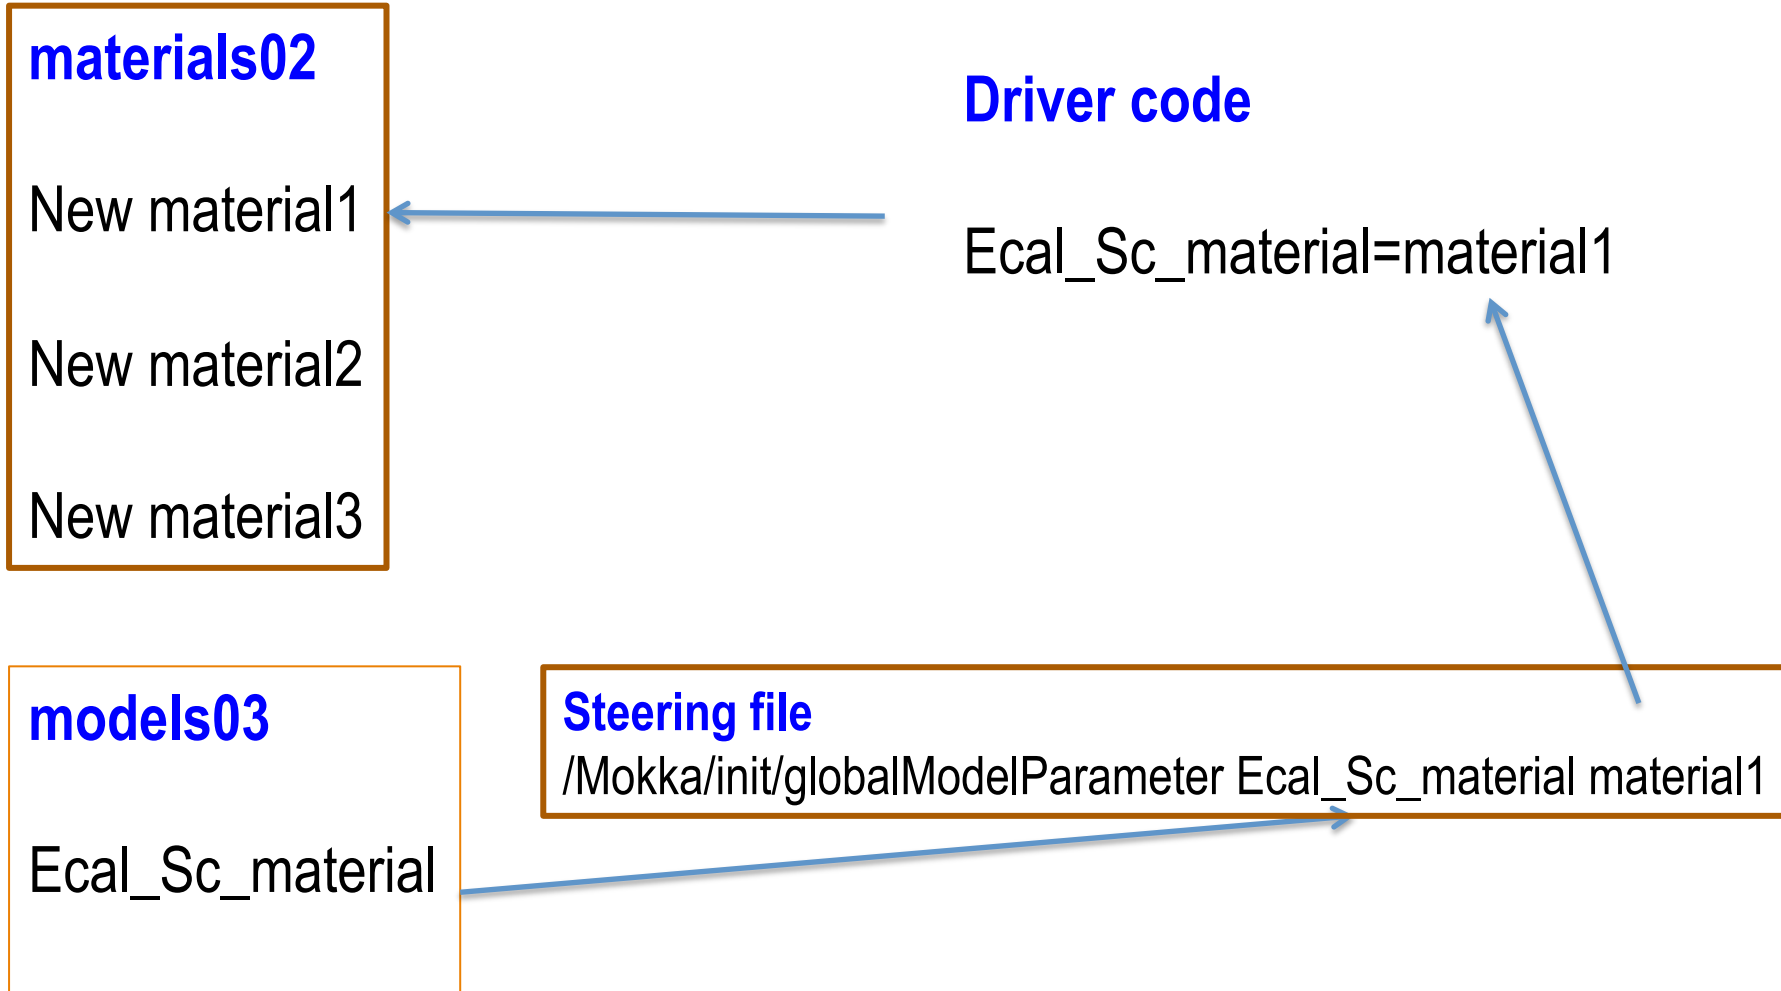 materials02
New material1
New material2
New material3
Driver code
Ecal_Sc_material=material1
models03
Ecal_Sc_material
Steering file
/Mokka/init/globalModelParameter Ecal_Sc_material material1